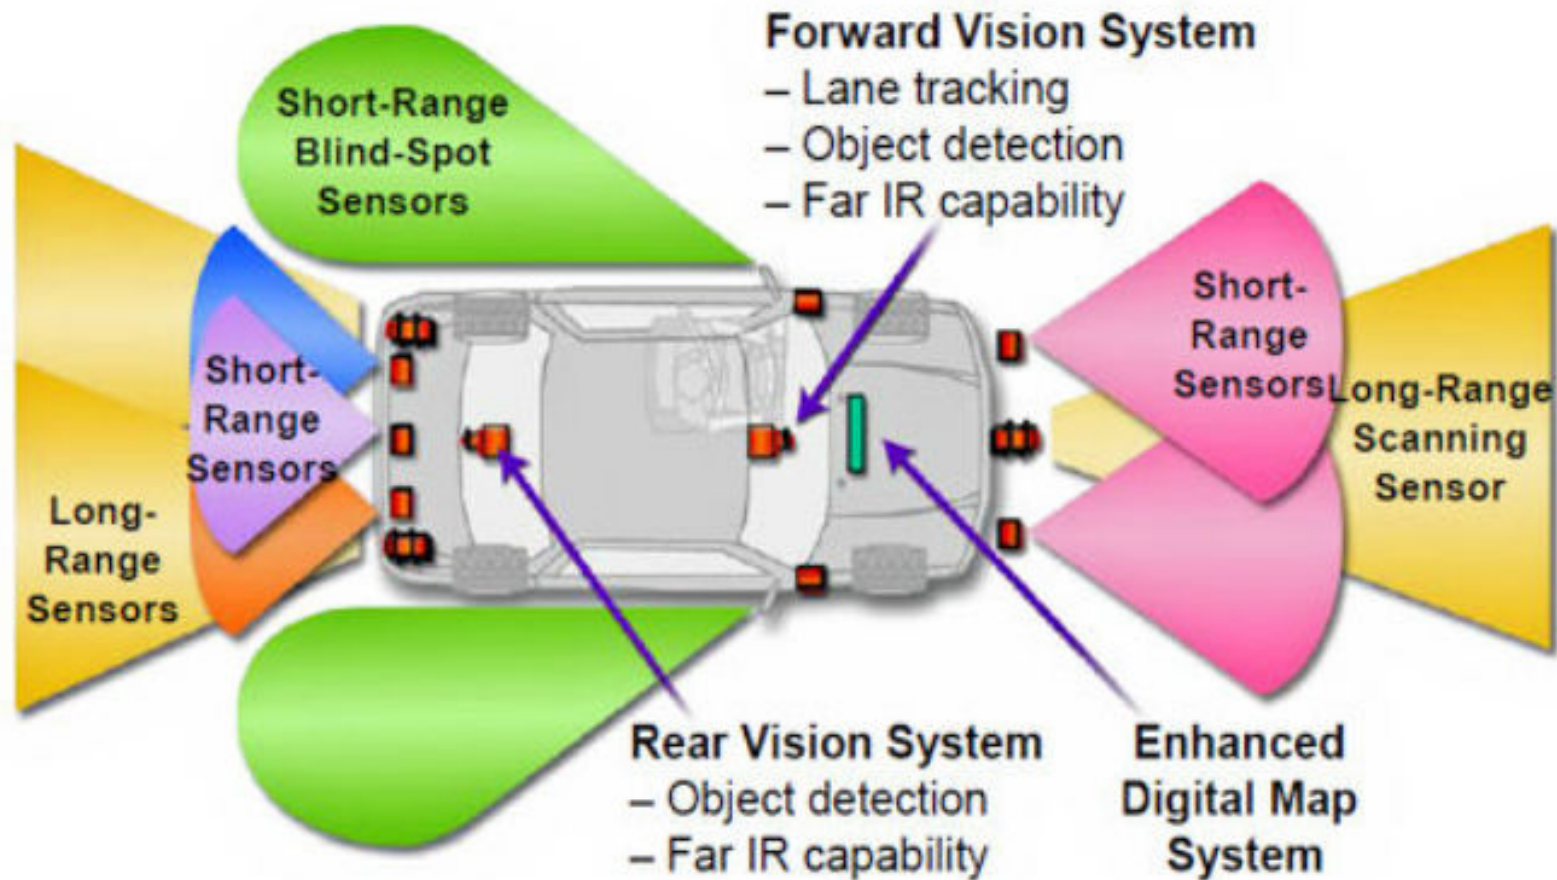 Forward Vision System
– Lane tracking
– Object detection
– Far IR capability
Short-Range
Blind-Spot
Sensors
Short-
Range
Sensors
Long-
Range
Sensors
Short-
Range
Sensors
Long-Range
Scanning
Sensor
Rear Vision System
– Object detection
– Far IR capability
Enhanced
Digital Map
System